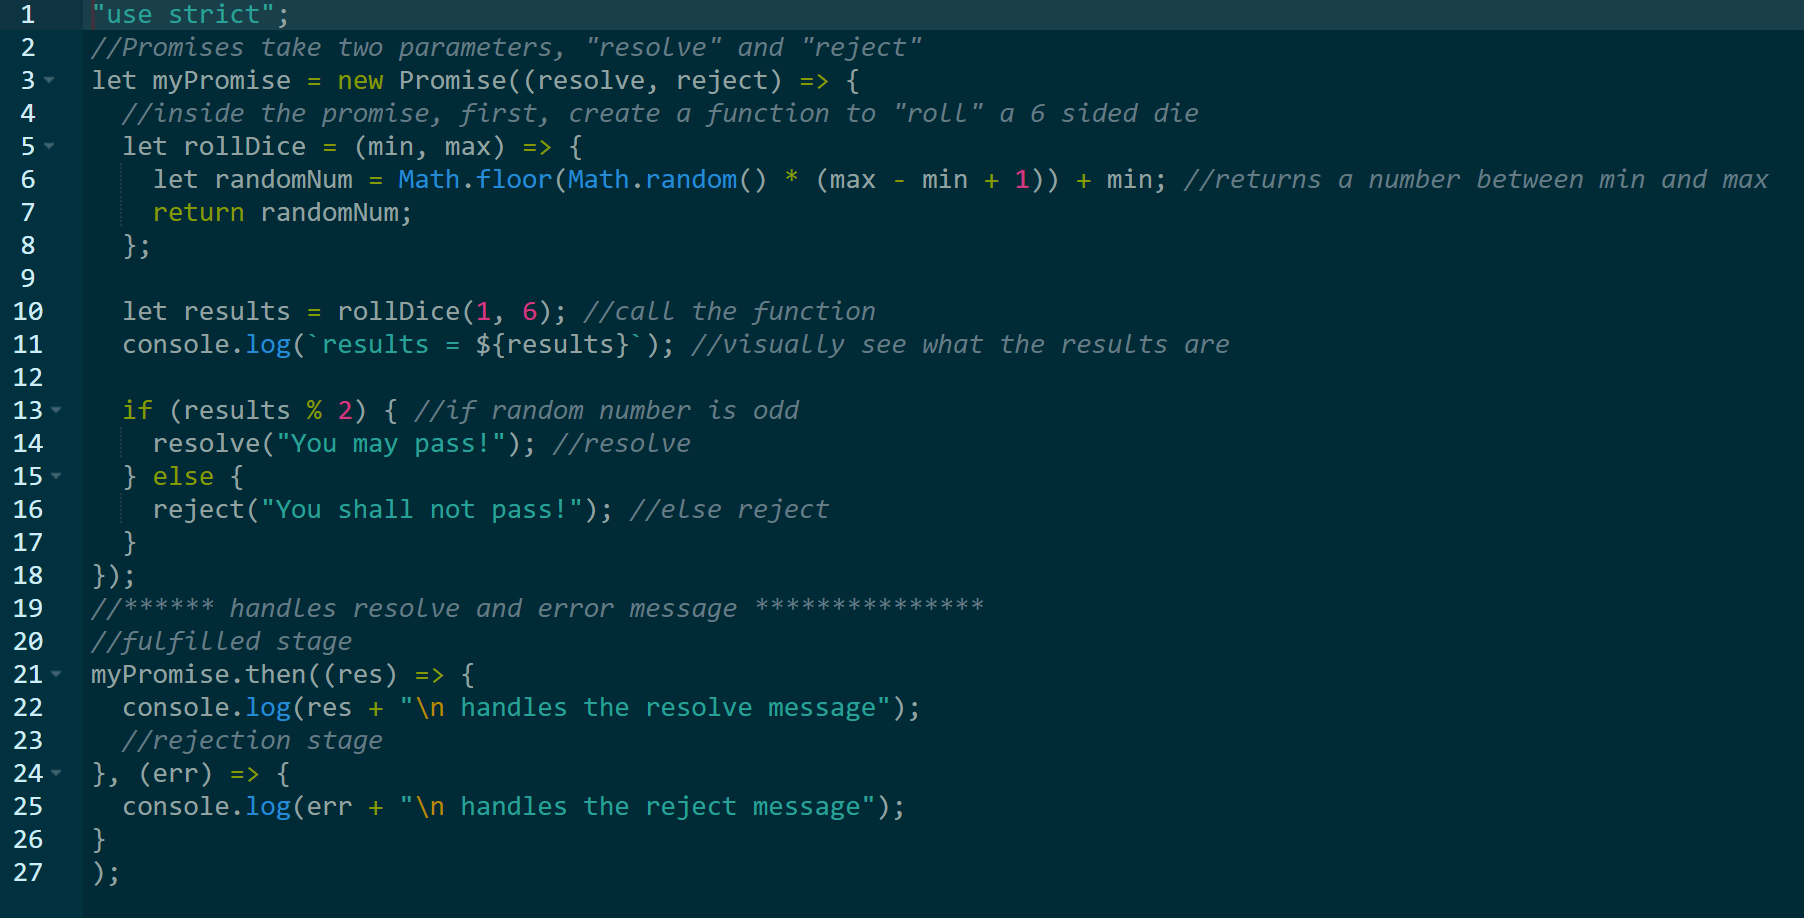 1 "use strict";
2 //Promises take two parameters, "resolve" and "reject"
3 let myPromise = new Promise((resolve, reject) => {
4   //inside the promise, first, create a function to "roll" a 6 sided die
5   let rollDice = (min, max) => {
6     let randomNum = Math.floor(Math.random() * (max - min + 1)) + min; //returns a number between min and max
7     return randomNum;
8   };
9
10   let results = rollDice(1, 6); //call the function
11   console.log(`results = ${results}`); //visually see what the results are
12
13   if (results % 2) { //if random number is odd
14     resolve("You may pass!"); //resolve
15   } else {
16     reject("You shall not pass!"); //else reject
17   }
18 });
19 //****** handles resolve and error message ***************
20 //fulfilled stage
21 myPromise.then((res) => {
22   console.log(res + "\n handles the resolve message");
23   //rejection stage
24 }, (err) => {
25   console.log(err + "\n handles the reject message");
26 }
27 );